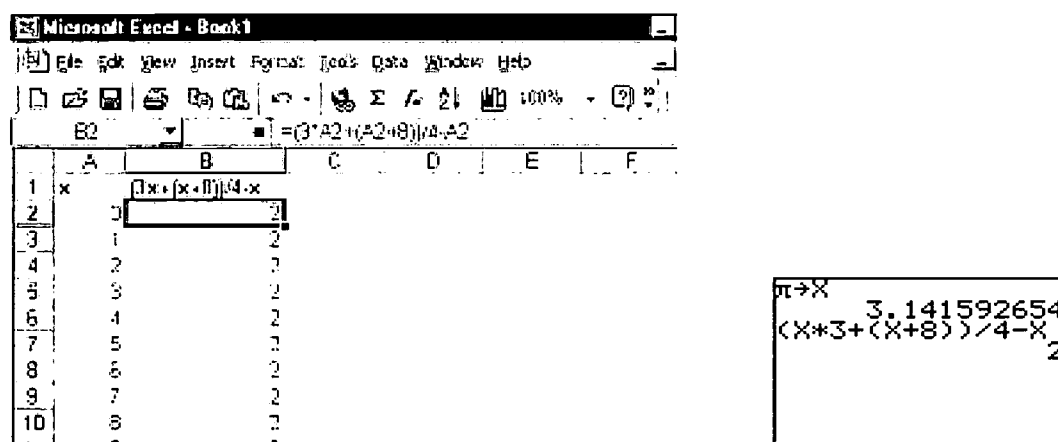 Microsoft Excel - Book1
File Edit View Insert Format Tools Data Window Help
Σ 100%
B2 = =(3*A2+(A2+8))/4-A2
A B C D E F
1 x (3x+(x+8))/4-x
2 0 2
3 1 2
4 2 2
5 3 2
6 4 2
7 5 2
8 6 2
9 7 2
10 8 2
π→X
3.141592654
(X*3+(X+8))/4-X
2